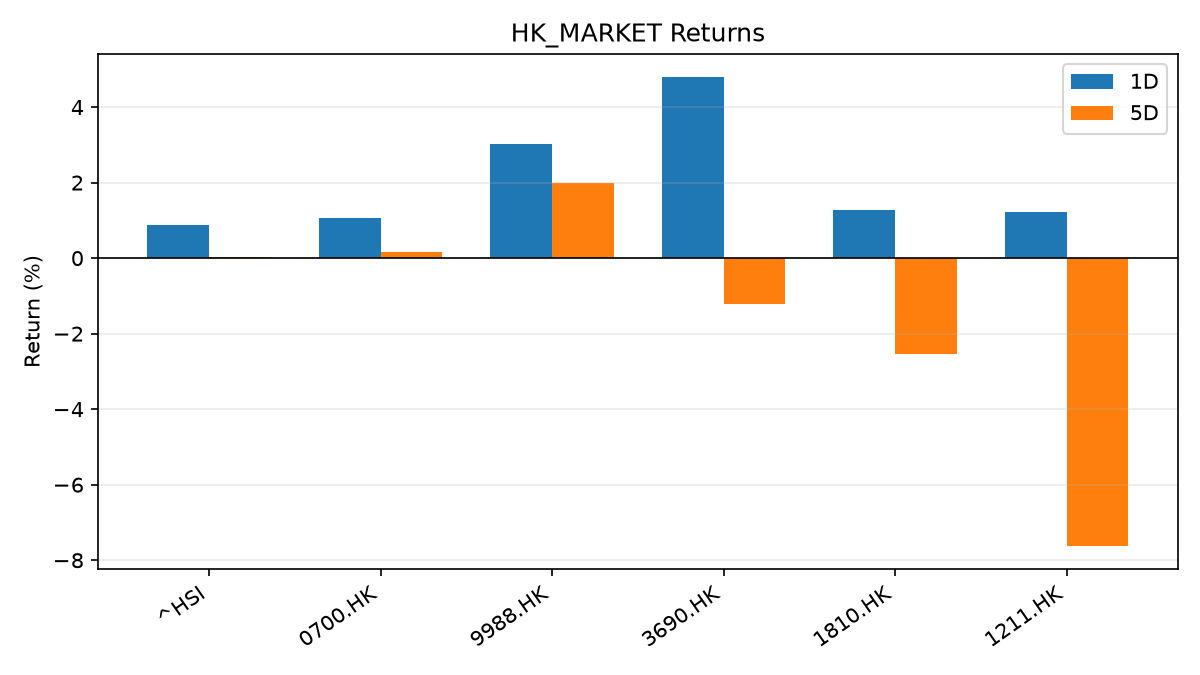 HK_MARKET Returns
1D
5D
Return (%)
4
2
0
−2
−4
−6
−8
^HSI
0700.HK
9988.HK
3690.HK
1810.HK
1211.HK